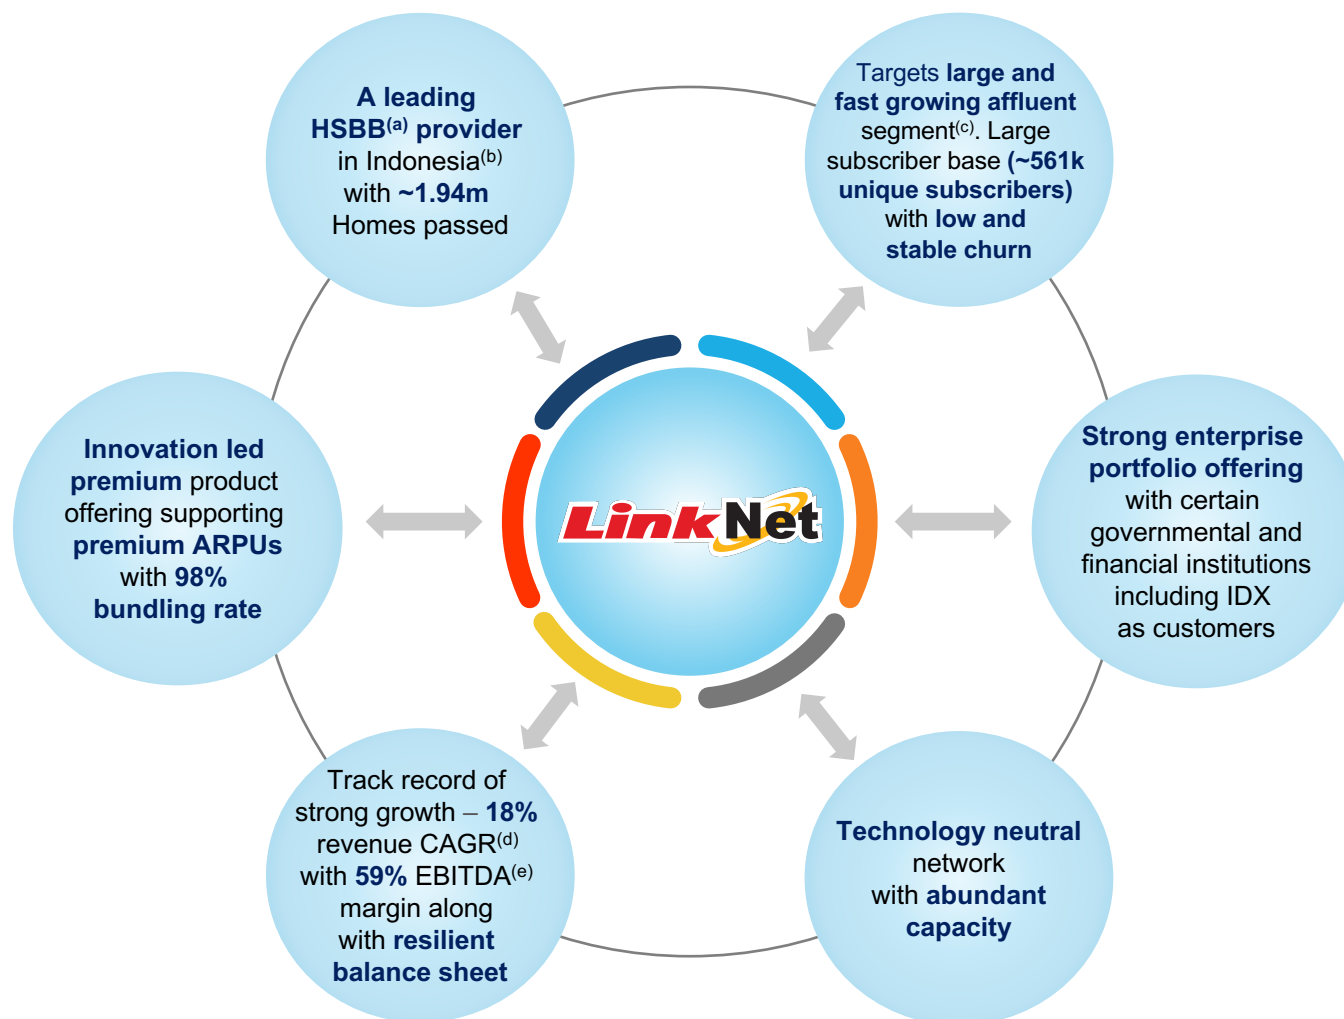 A leading
HSBB(a) provider
in Indonesia(b)
with ~1.94m
Homes passed
Targets large and
fast growing affluent
segment(c). Large
subscriber base (~561k
unique subscribers)
with low and
stable churn
Innovation led
premium product
offering supporting
premium ARPUs
with 98%
bundling rate
LinkNet
Strong enterprise
portfolio offering
with certain
governmental and
financial institutions
including IDX
as customers
Track record of
strong growth – 18%
revenue CAGR(d)
with 59% EBITDA(e)
margin along
with resilient
balance sheet
Technology neutral
network
with abundant
capacity